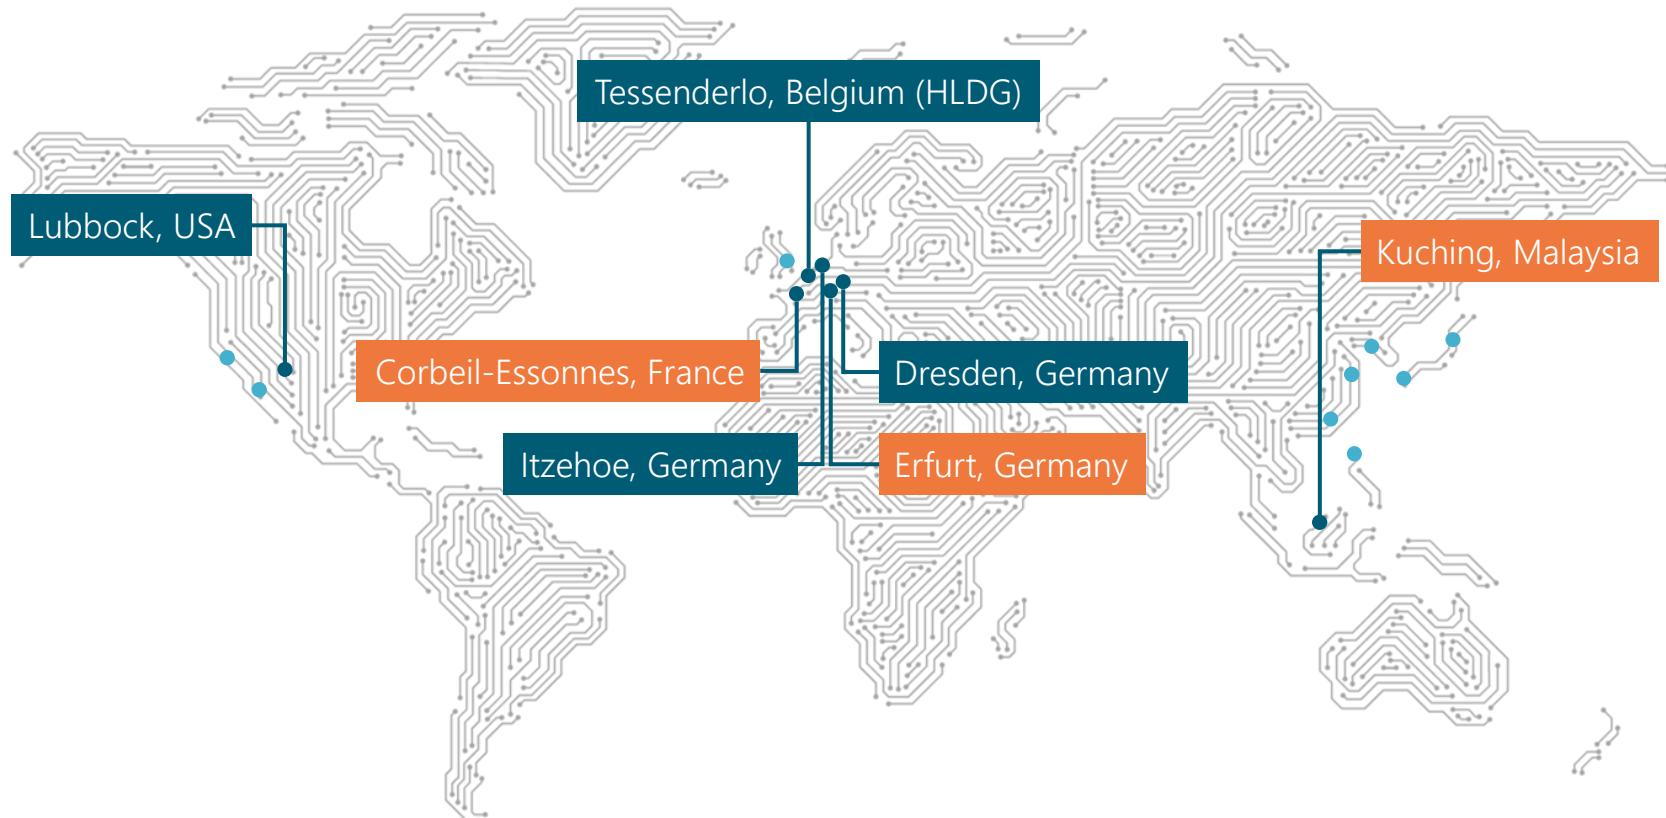 Tessenderlo, Belgium (HLDG)
Lubbock, USA
Kuching, Malaysia
Corbeil-Essonnes, France
Dresden, Germany
Itzehoe, Germany
Erfurt, Germany